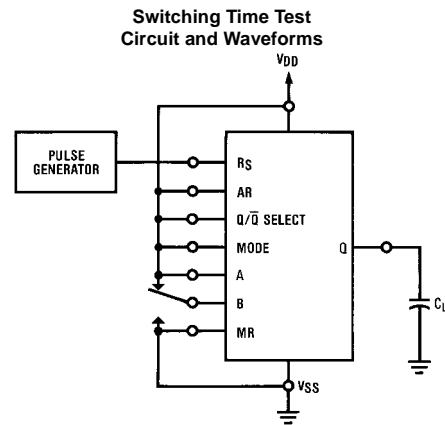 Switching Time Test
Circuit and Waveforms
VDD
PULSE
GENERATOR
RS
AR
Q/Q̅ SELECT
MODE
A
B
MR
Q
CL
VSS